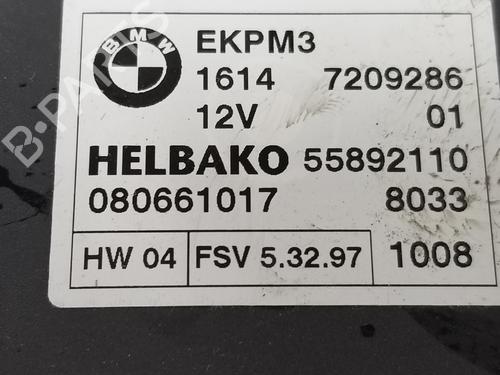 BMW
EKPM3
1614 7209286
12V 01
HELBAKO 55892110
080661017 8033
HW 04 FSV 5.32.97 1008
B-PARTS